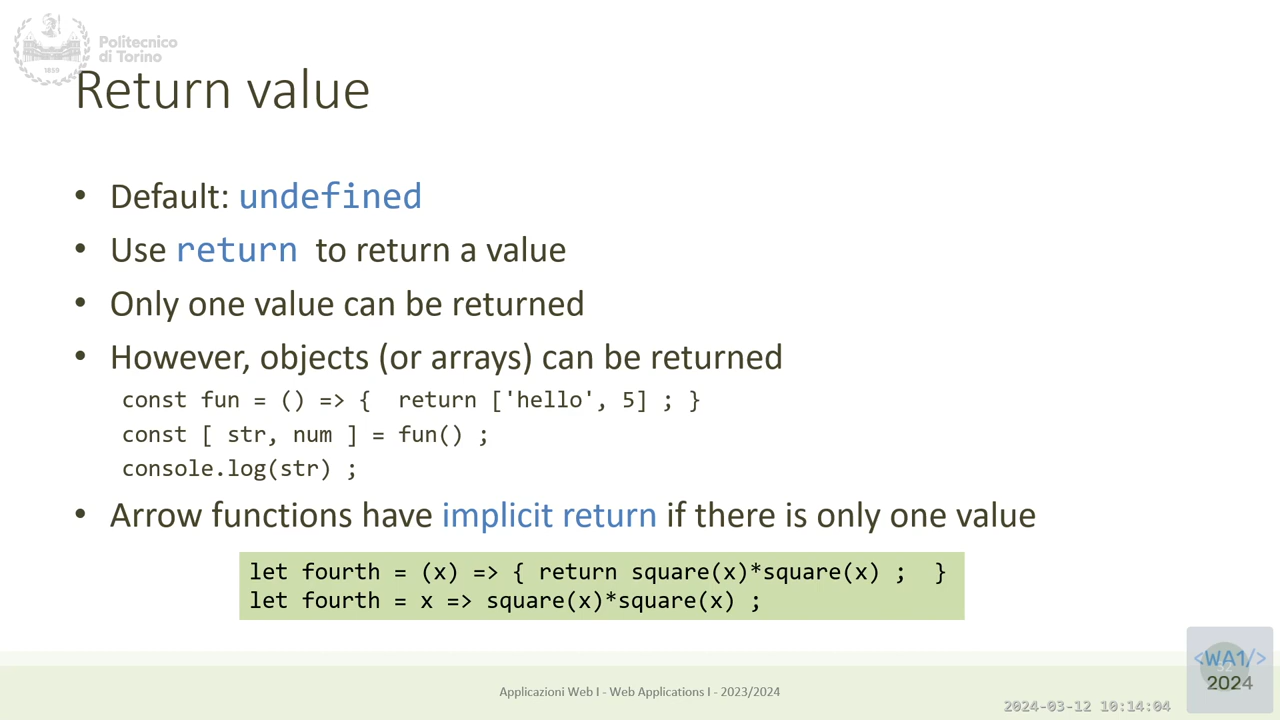 Politecnico
di Torino
1859
Return value
• Default: undefined
• Use return to return a value
• Only one value can be returned
• However, objects (or arrays) can be returned
const fun = () => { return ['hello', 5] ; }
const [ str, num ] = fun() ;
console.log(str) ;
• Arrow functions have implicit return if there is only one value
let fourth = (x) => { return square(x)*square(x) ; }
let fourth = x => square(x)*square(x) ;
Applicazioni Web I - Web Applications I - 2023/2024
2024-03-12 10:14:04
<WA1/>
2024